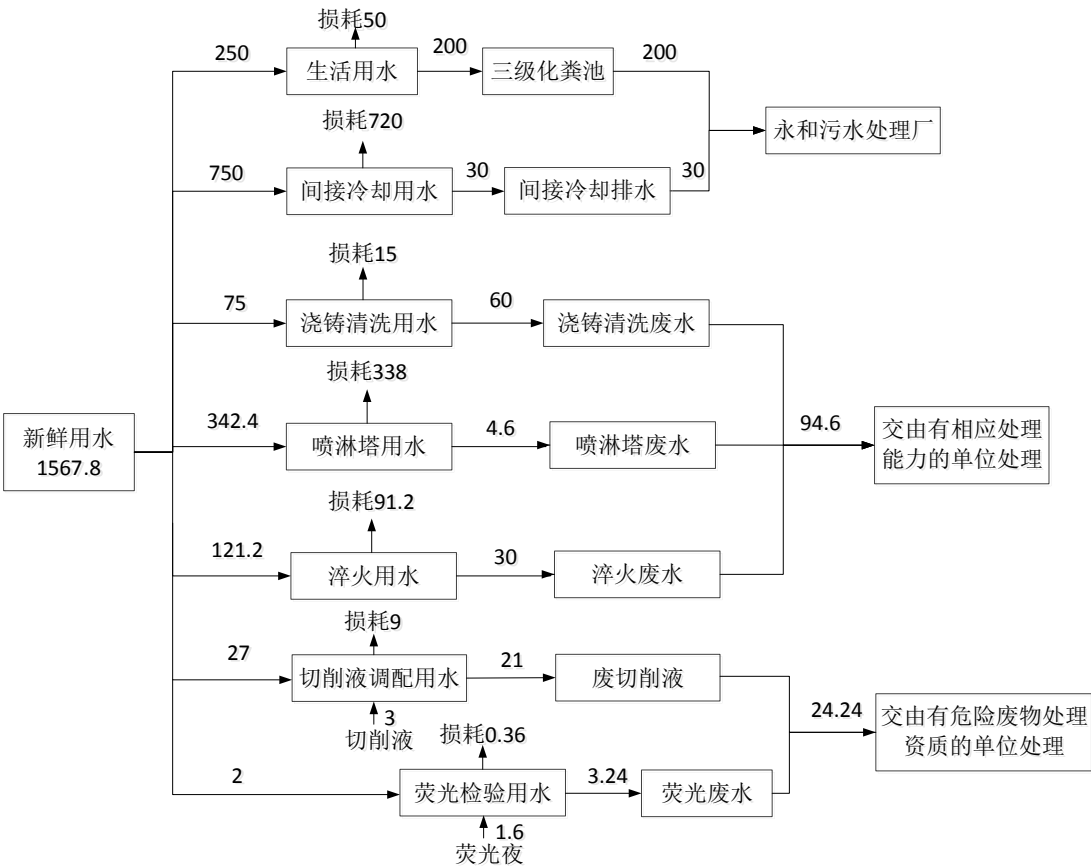 损耗50
250
生活用水
200
三级化粪池
200
永和污水处理厂
损耗720
750
间接冷却用水
30
间接冷却排水
30
损耗15
75
浇铸清洗用水
60
浇铸清洗废水
损耗338
新鲜用水
1567.8
342.4
喷淋塔用水
4.6
喷淋塔废水
94.6
交由有相应处理
能力的单位处理
损耗91.2
121.2
淬火用水
30
淬火废水
损耗9
27
切削液调配用水
21
废切削液
3
切削液
24.24
交由有危险废物处理
资质的单位处理
损耗0.36
2
荧光检验用水
3.24
荧光废水
1.6
荧光夜